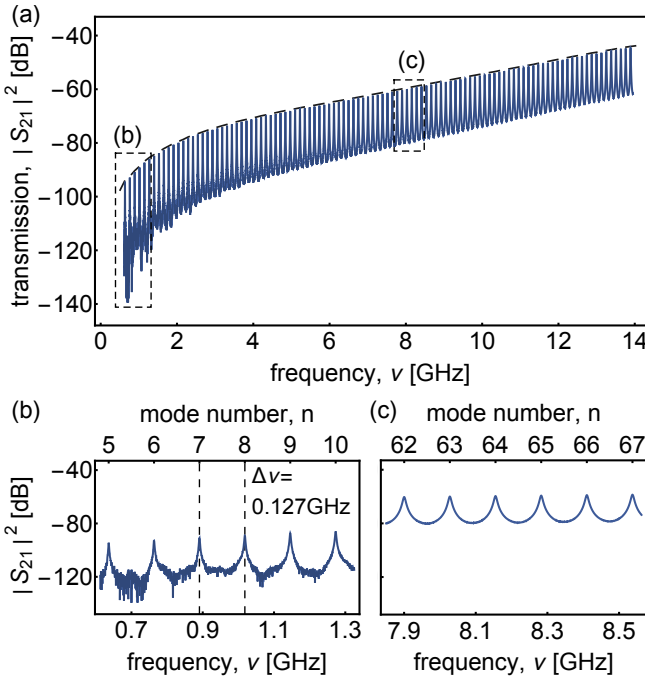 (a)
transmission, |S₂₁|² [dB]
−40
−60
−80
−100
−120
−140
(b)
(c)
0 2 4 6 8 10 12 14
frequency, ν [GHz]
(b) mode number, n
5 6 7 8 9 10
|S₂₁|² [dB]
−40
−80
−120
Δν=
0.127GHz
0.7 0.9 1.1 1.3
frequency, ν [GHz]
(c) mode number, n
62 63 64 65 66 67
−40
−80
−120
7.9 8.1 8.3 8.5
frequency, ν [GHz]